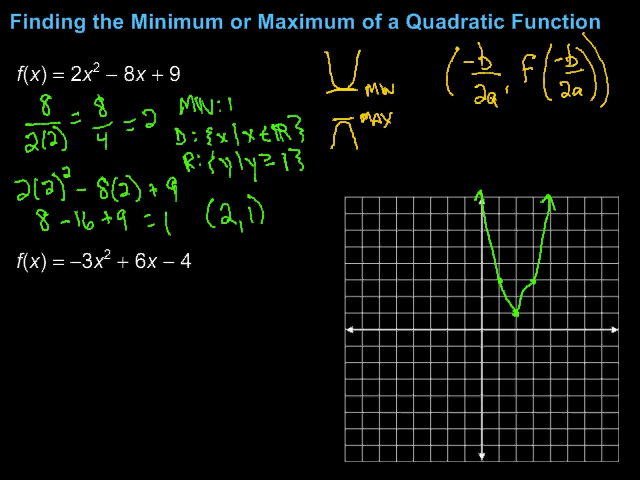 Finding the Minimum or Maximum of a Quadratic Function
f(x) = 2x² − 8x + 9
8/2(2) = 8/4 = 2
MIN: 1
D: {x | x ∈ ℝ}
R: {y | y ≥ 1}
2(2)² − 8(2) + 9
8 − 16 + 9 = 1
(2, 1)
MIN
MAX
(−b/2a, f(−b/2a))
f(x) = −3x² + 6x − 4